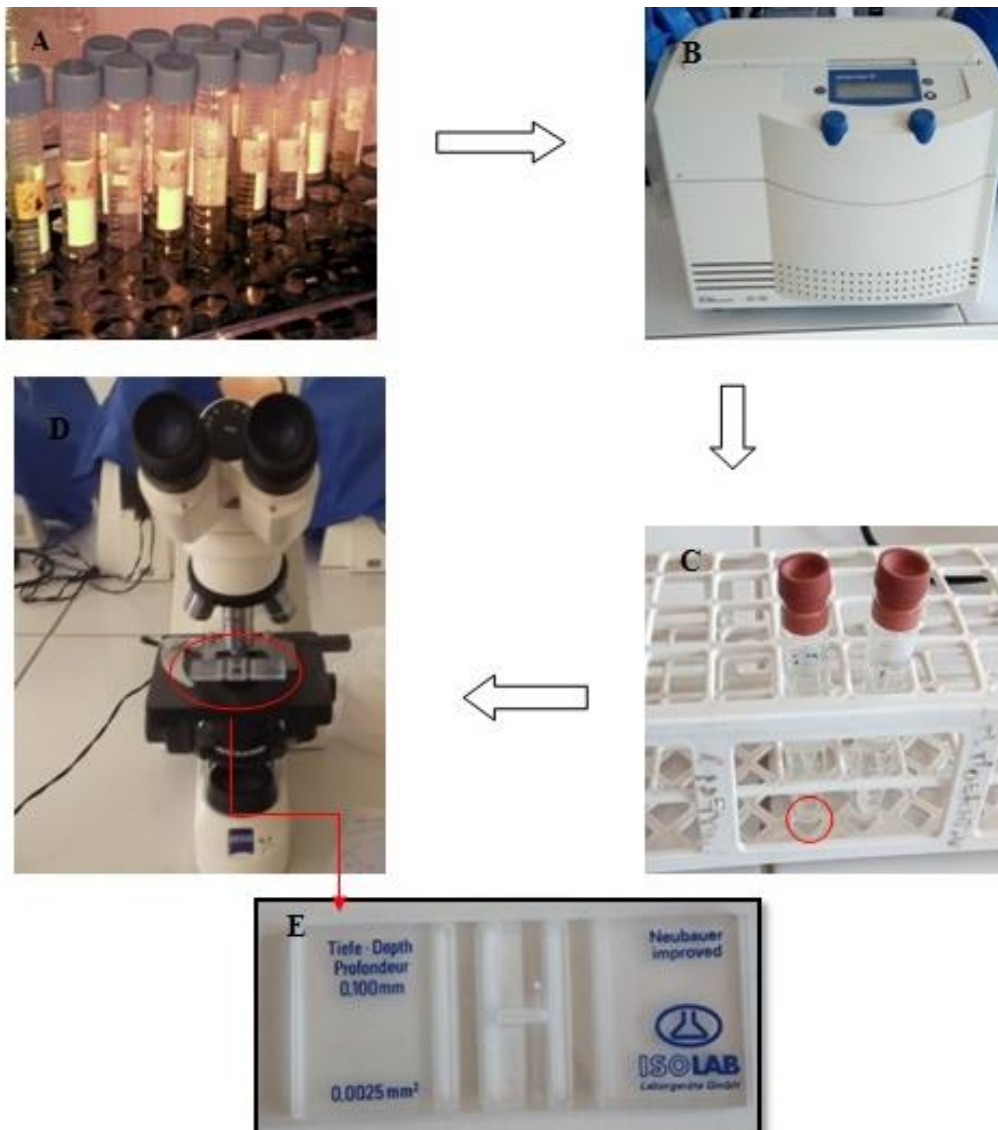 A
B
D
C
E
Tiefe - Depth
Profondeur
0,100mm
0.0025 mm²
Neubauer
improved
ISOLAB
Laborgeräte GmbH